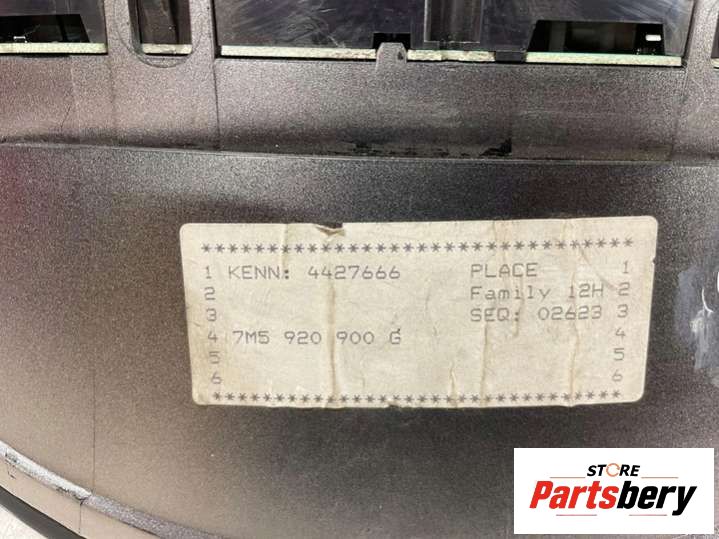 *****************************************
1 KENN: 4427666 PLACE 1
2 Family 12H 2
3 SEQ: 02623 3
4 7M5 920 900 G 4
5 5
6 6
*****************************************
STORE
Partsbery